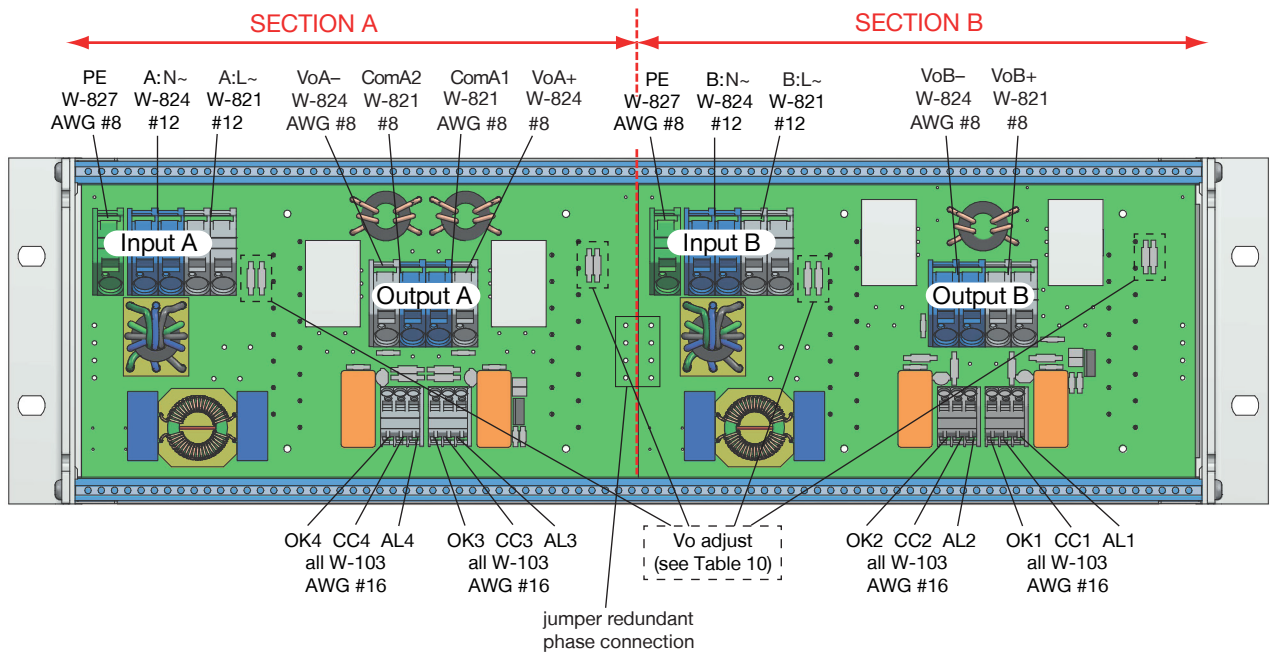 SECTION A
SECTION B
PE
W-827
AWG #8
A:N~
W-824
#12
A:L~
W-821
#12
VoA–
W-824
AWG #8
ComA2
W-821
#8
ComA1
W-821
AWG #8
VoA+
W-824
#8
PE
W-827
AWG #8
B:N~
W-824
#12
B:L~
W-821
#12
VoB–
W-824
AWG #8
VoB+
W-821
#8
Input A
Output A
Input B
Output B
OK4 CC4 AL4
all W-103
AWG #16
OK3 CC3 AL3
all W-103
AWG #16
Vo adjust
(see Table 10)
OK2 CC2 AL2
all W-103
AWG #16
OK1 CC1 AL1
all W-103
AWG #16
jumper redundant
phase connection